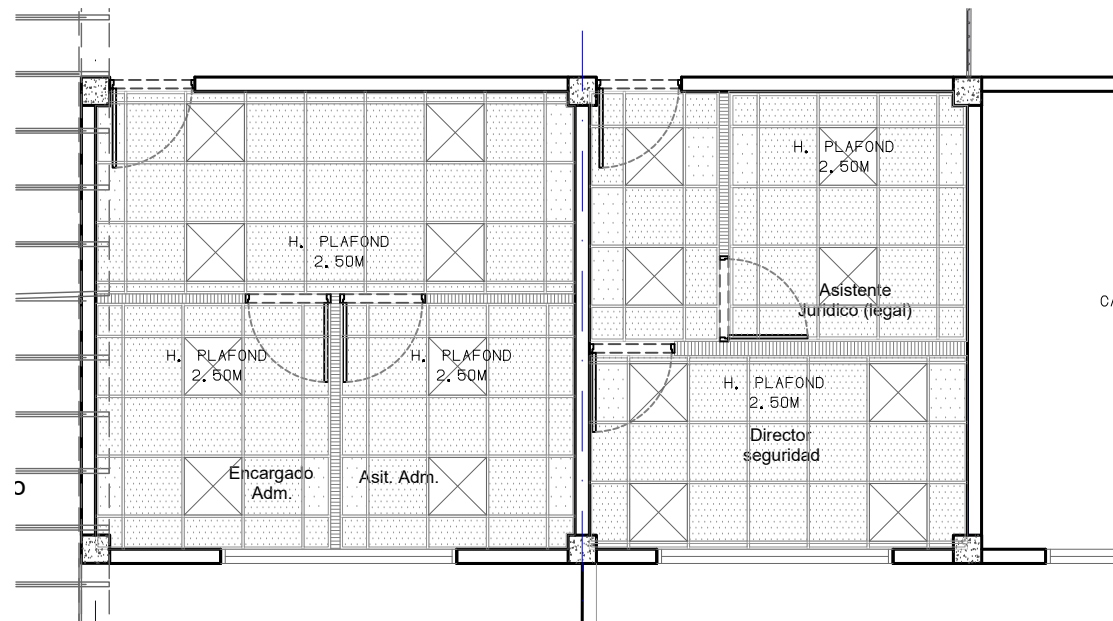 H. PLAFOND
2.50M
H. PLAFOND
2.50M
Asistente
Jurídico (legal)
H. PLAFOND
2.50M
H. PLAFOND
2.50M
H. PLAFOND
2.50M
Encargado
Adm.
Asit. Adm.
Director
seguridad
O
CA